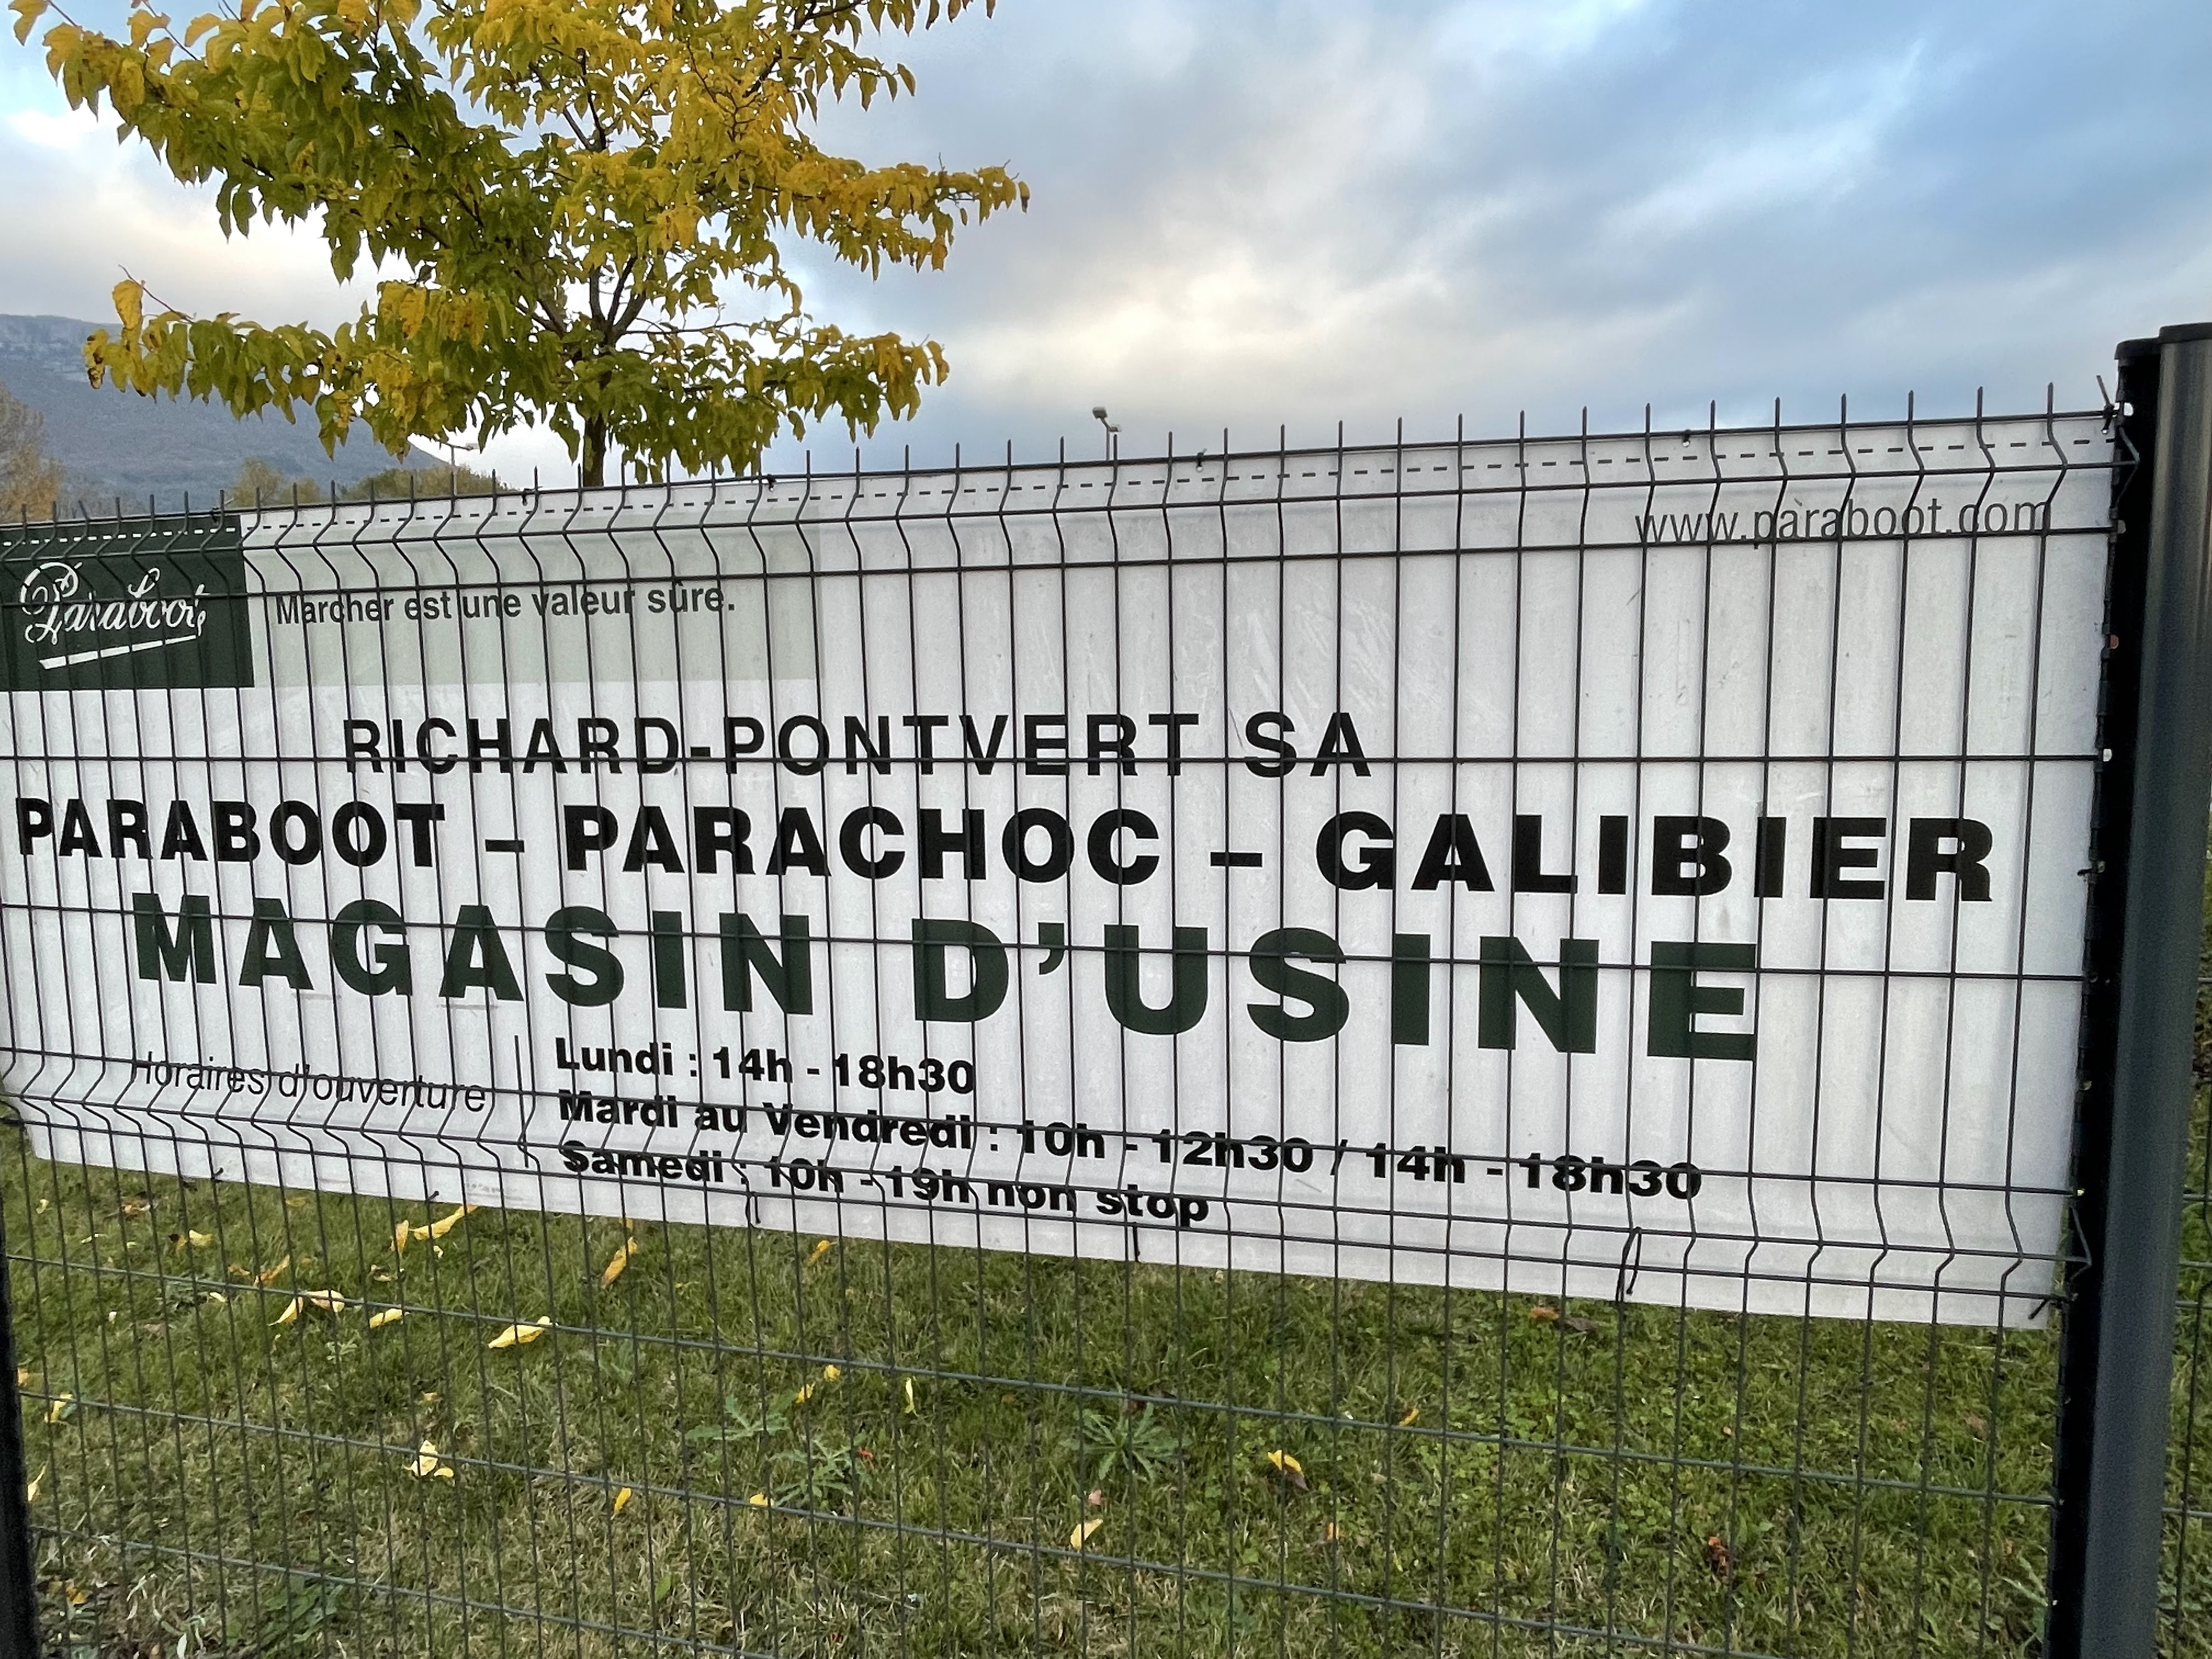 www.paraboot.com
Paraboot
Marcher est une valeur sûre.
RICHARD-PONTVERT SA
PARABOOT – PARACHOC – GALIBIER
MAGASIN D'USINE
Horaires d'ouverture
Lundi : 14h - 18h30
Mardi au Vendredi : 10h - 12h30 / 14h - 18h30
Samedi : 10h - 19h non stop